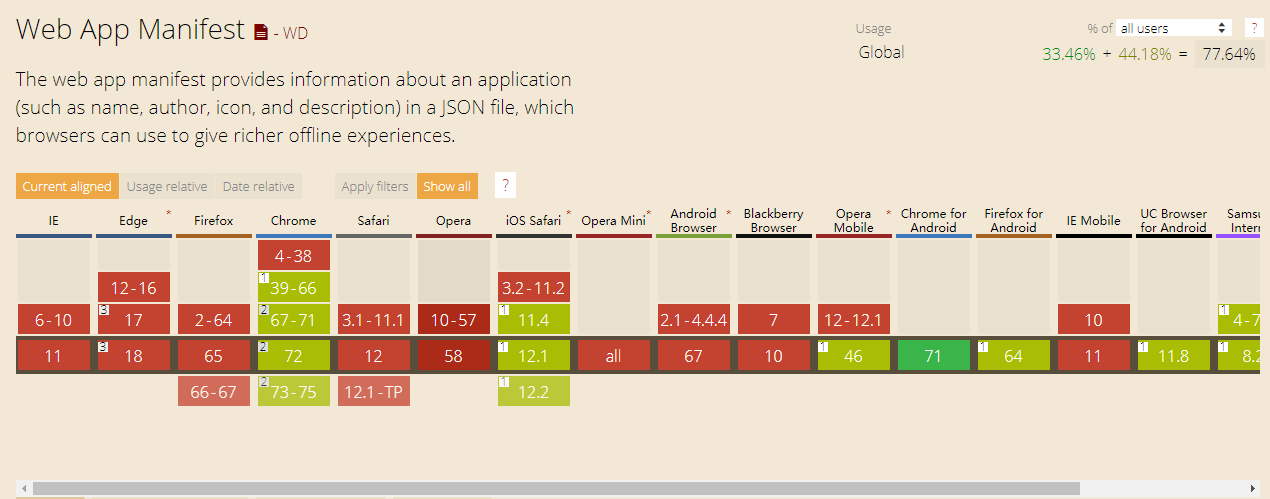 Web App Manifest - WD
Usage % of all users ?
Global 33.46% + 44.18% = 77.64%
The web app manifest provides information about an application
(such as name, author, icon, and description) in a JSON file, which
browsers can use to give richer offline experiences.
Current aligned Usage relative Date relative Apply filters Show all ?
IE Edge * Firefox Chrome Safari Opera iOS Safari * Opera Mini * Android Browser * Blackberry Browser Opera Mobile * Chrome for Android Firefox for Android IE Mobile UC Browser for Android
4-38
12-16 1 39-66 3.2-11.2
6-10 3 17 2-64 2 67-71 3.1-11.1 10-57 1 11.4 2.1-4.4.4 7 12-12.1 10 1 4-7
11 3 18 65 2 72 12 58 1 12.1 all 67 10 1 46 71 1 64 11 1 11.8 1 8.2
66-67 2 73-75 12.1-TP 1 12.2